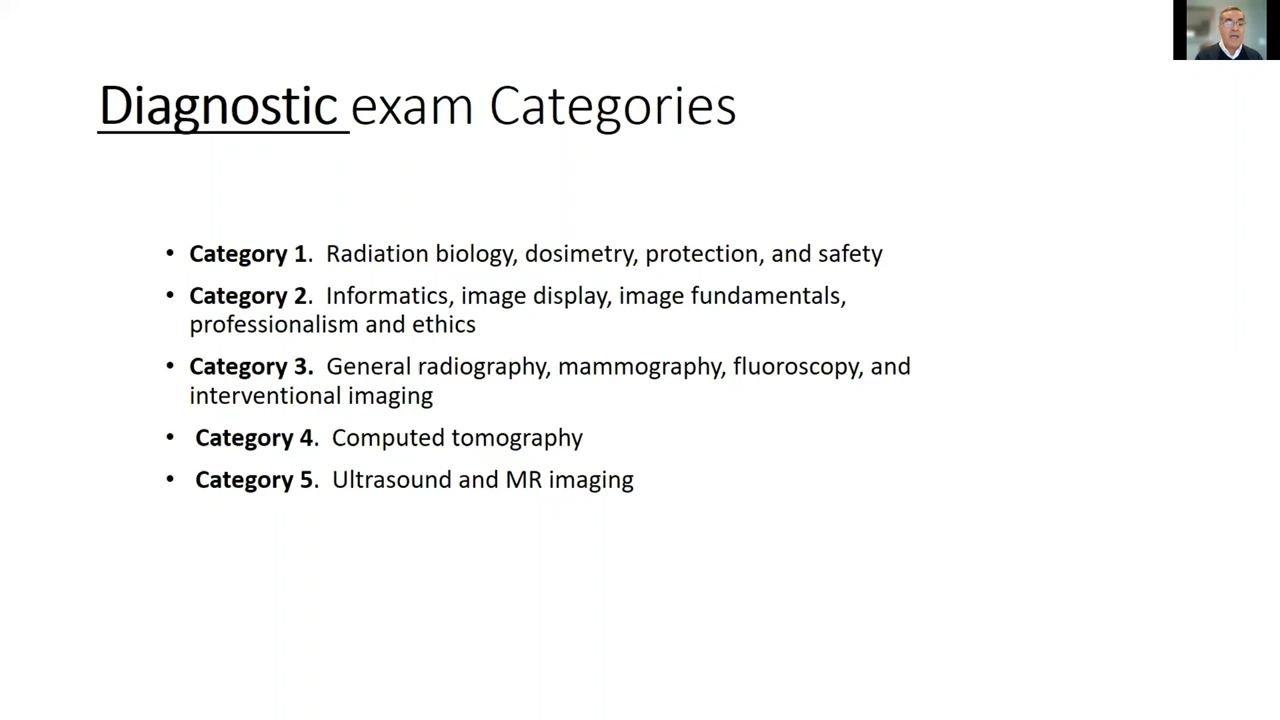 Diagnostic exam Categories
• Category 1. Radiation biology, dosimetry, protection, and safety
• Category 2. Informatics, image display, image fundamentals,
professionalism and ethics
• Category 3. General radiography, mammography, fluoroscopy, and
interventional imaging
• Category 4. Computed tomography
• Category 5. Ultrasound and MR imaging